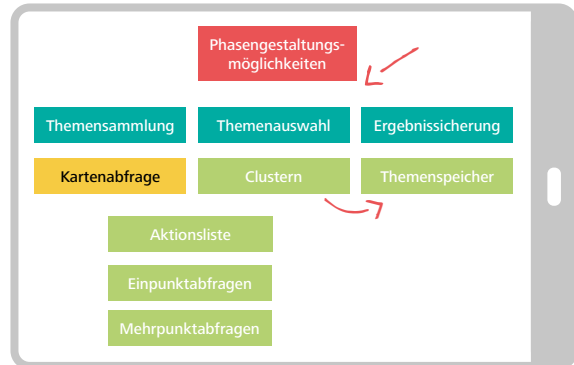 Phasengestaltungs-
möglichkeiten
Themensammlung
Themenauswahl
Ergebnissicherung
Kartenabfrage
Clustern
Themenspeicher
Aktionsliste
Einpunktabfragen
Mehrpunktabfragen